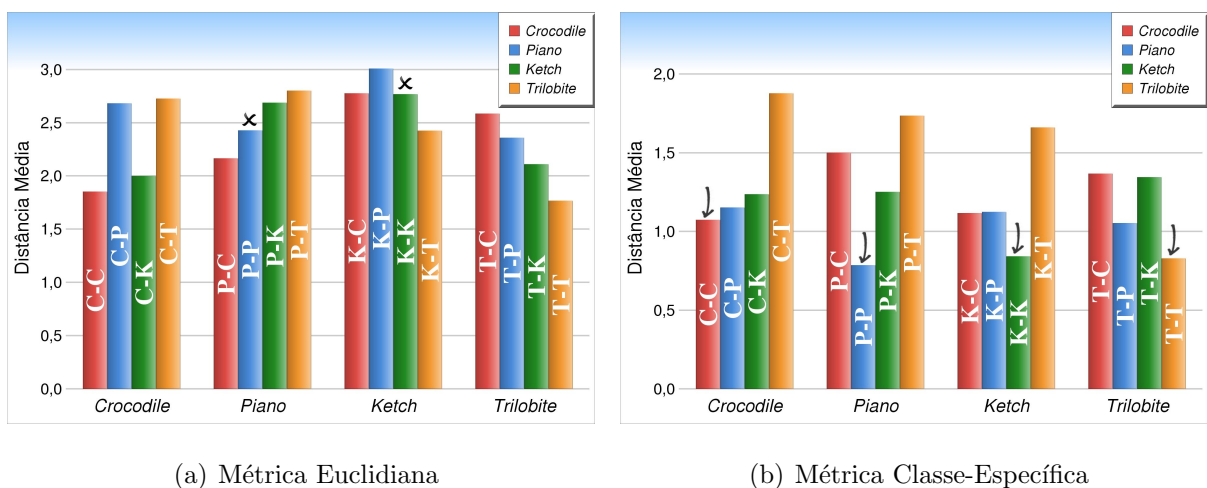 Crocodile
Piano
Ketch
Trilobite
Distância Média
3,0
2,5
2,0
1,5
1,0
0,5
0,0
C-C
C-P
C-K
C-T
P-C
P-P
P-K
P-T
K-C
K-P
K-K
K-T
T-C
T-P
T-K
T-T
Crocodile Piano Ketch Trilobite
(a) Métrica Euclidiana
Crocodile
Piano
Ketch
Trilobite
Distância Média
2,0
1,5
1,0
0,5
0,0
C-C
C-P
C-K
C-T
P-C
P-P
P-K
P-T
K-C
K-P
K-K
K-T
T-C
T-P
T-K
T-T
Crocodile Piano Ketch Trilobite
(b) Métrica Classe-Específica